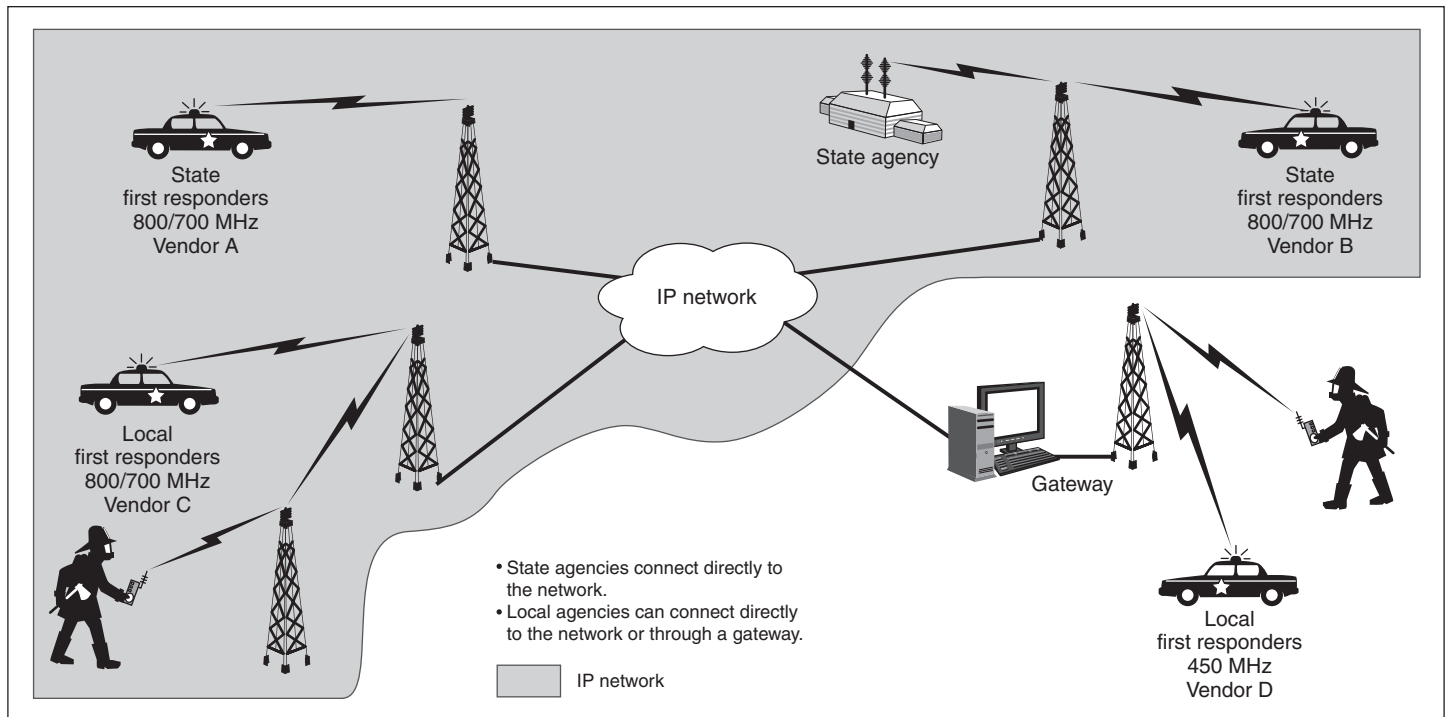 State
first responders
800/700 MHz
Vendor A
State agency
State
first responders
800/700 MHz
Vendor B
IP network
Local
first responders
800/700 MHz
Vendor C
Gateway
• State agencies connect directly to
the network.
• Local agencies can connect directly
to the network or through a gateway.
IP network
Local
first responders
450 MHz
Vendor D